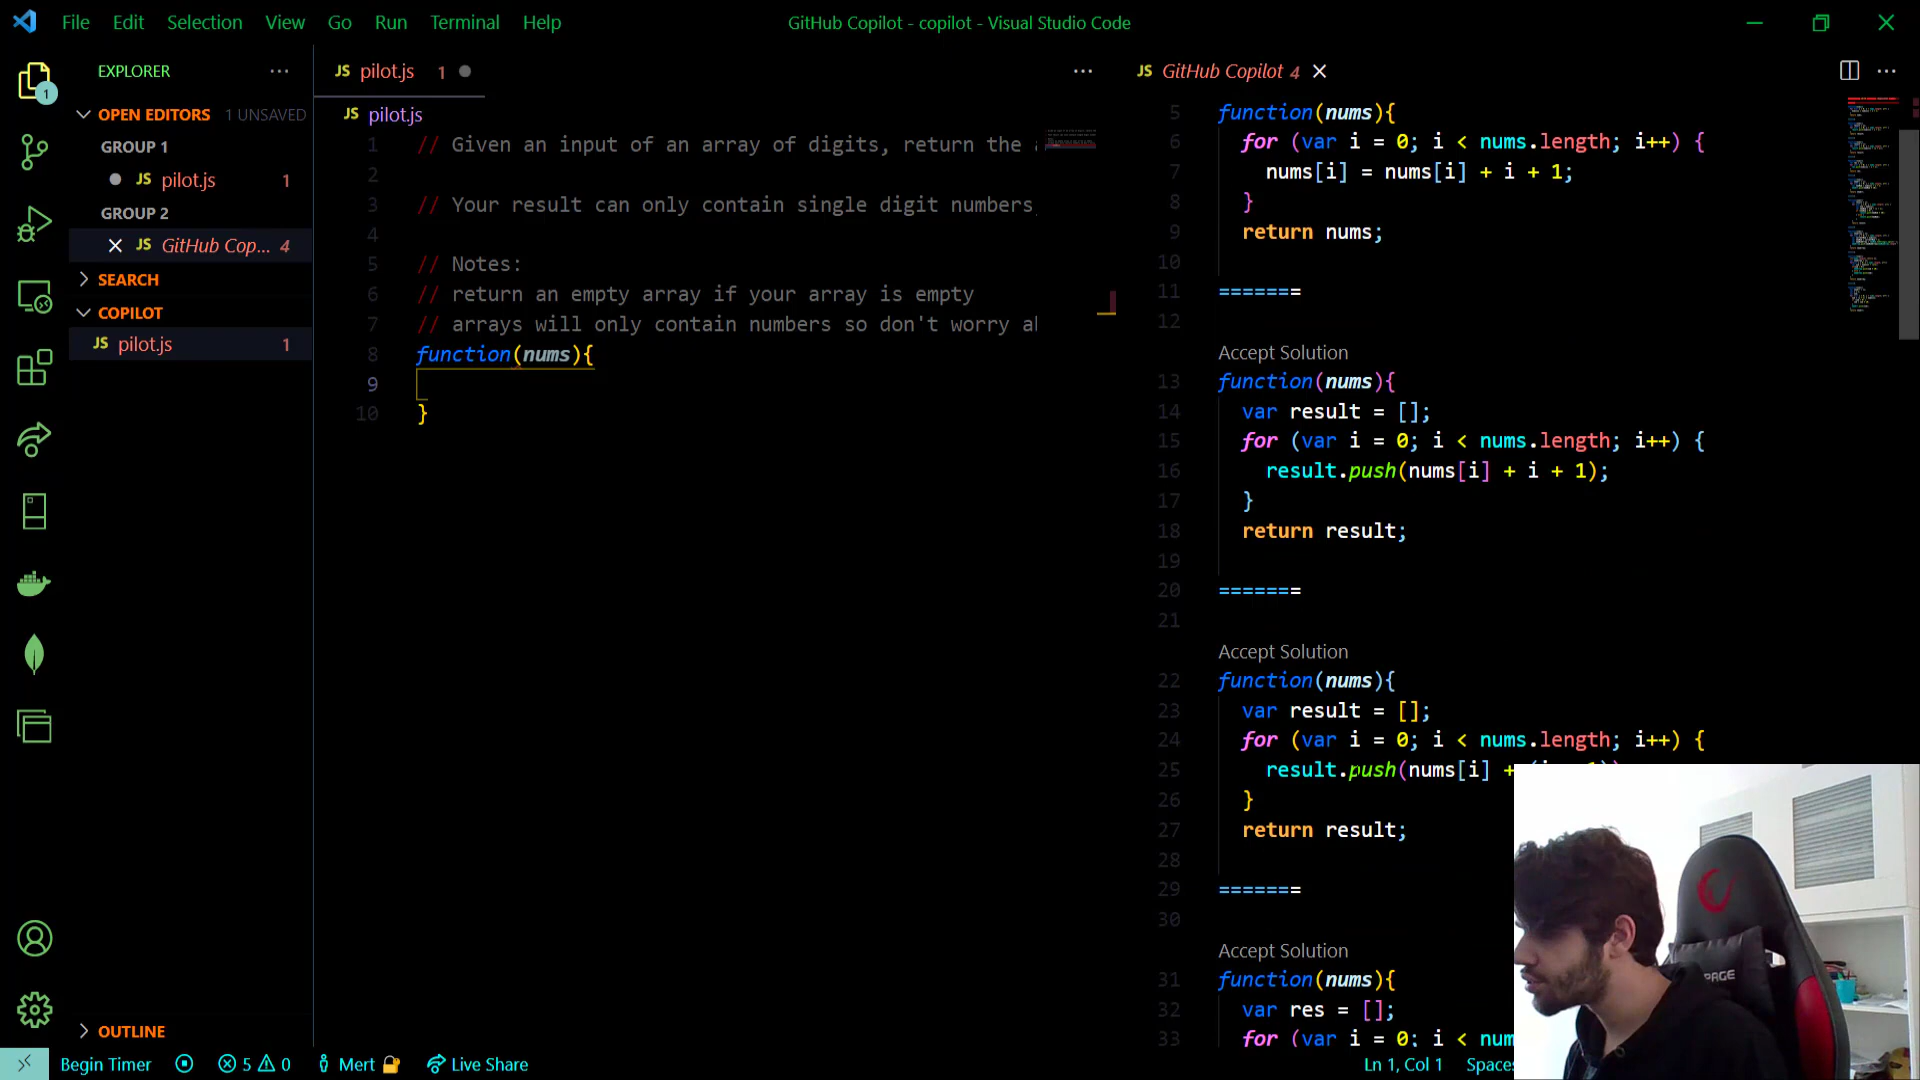 File Edit Selection View Go Run Terminal Help
GitHub Copilot - copilot - Visual Studio Code
EXPLORER
OPEN EDITORS 1 UNSAVED
GROUP 1
JS pilot.js 1
GROUP 2
JS GitHub Cop... 4
SEARCH
COPILOT
JS pilot.js 1
OUTLINE
1
JS pilot.js 1
JS pilot.js
1 // Given an input of an array of digits, return the
2
3 // Your result can only contain single digit numbers
4
5 // Notes:
6 // return an empty array if your array is empty
7 // arrays will only contain numbers so don't worry
8 function(nums){
9
10 }
JS GitHub Copilot 4
5 function(nums){
6 for (var i = 0; i < nums.length; i++) {
7 nums[i] = nums[i] + i + 1;
8 }
9 return nums;
10
11 =======
12
Accept Solution
13 function(nums){
14 var result = [];
15 for (var i = 0; i < nums.length; i++) {
16 result.push(nums[i] + i + 1);
17 }
18 return result;
19
20 =======
21
Accept Solution
22 function(nums){
23 var result = [];
24 for (var i = 0; i < nums.length; i++) {
25 result.push(nums[i] +
26 }
27 return result;
28
29 =======
30
Accept Solution
31 function(nums){
32 var res = [];
33 for (var i = 0; i < num
PAGE
Begin Timer 5 0 Mert Live Share
Ln 1, Col 1 Spaces